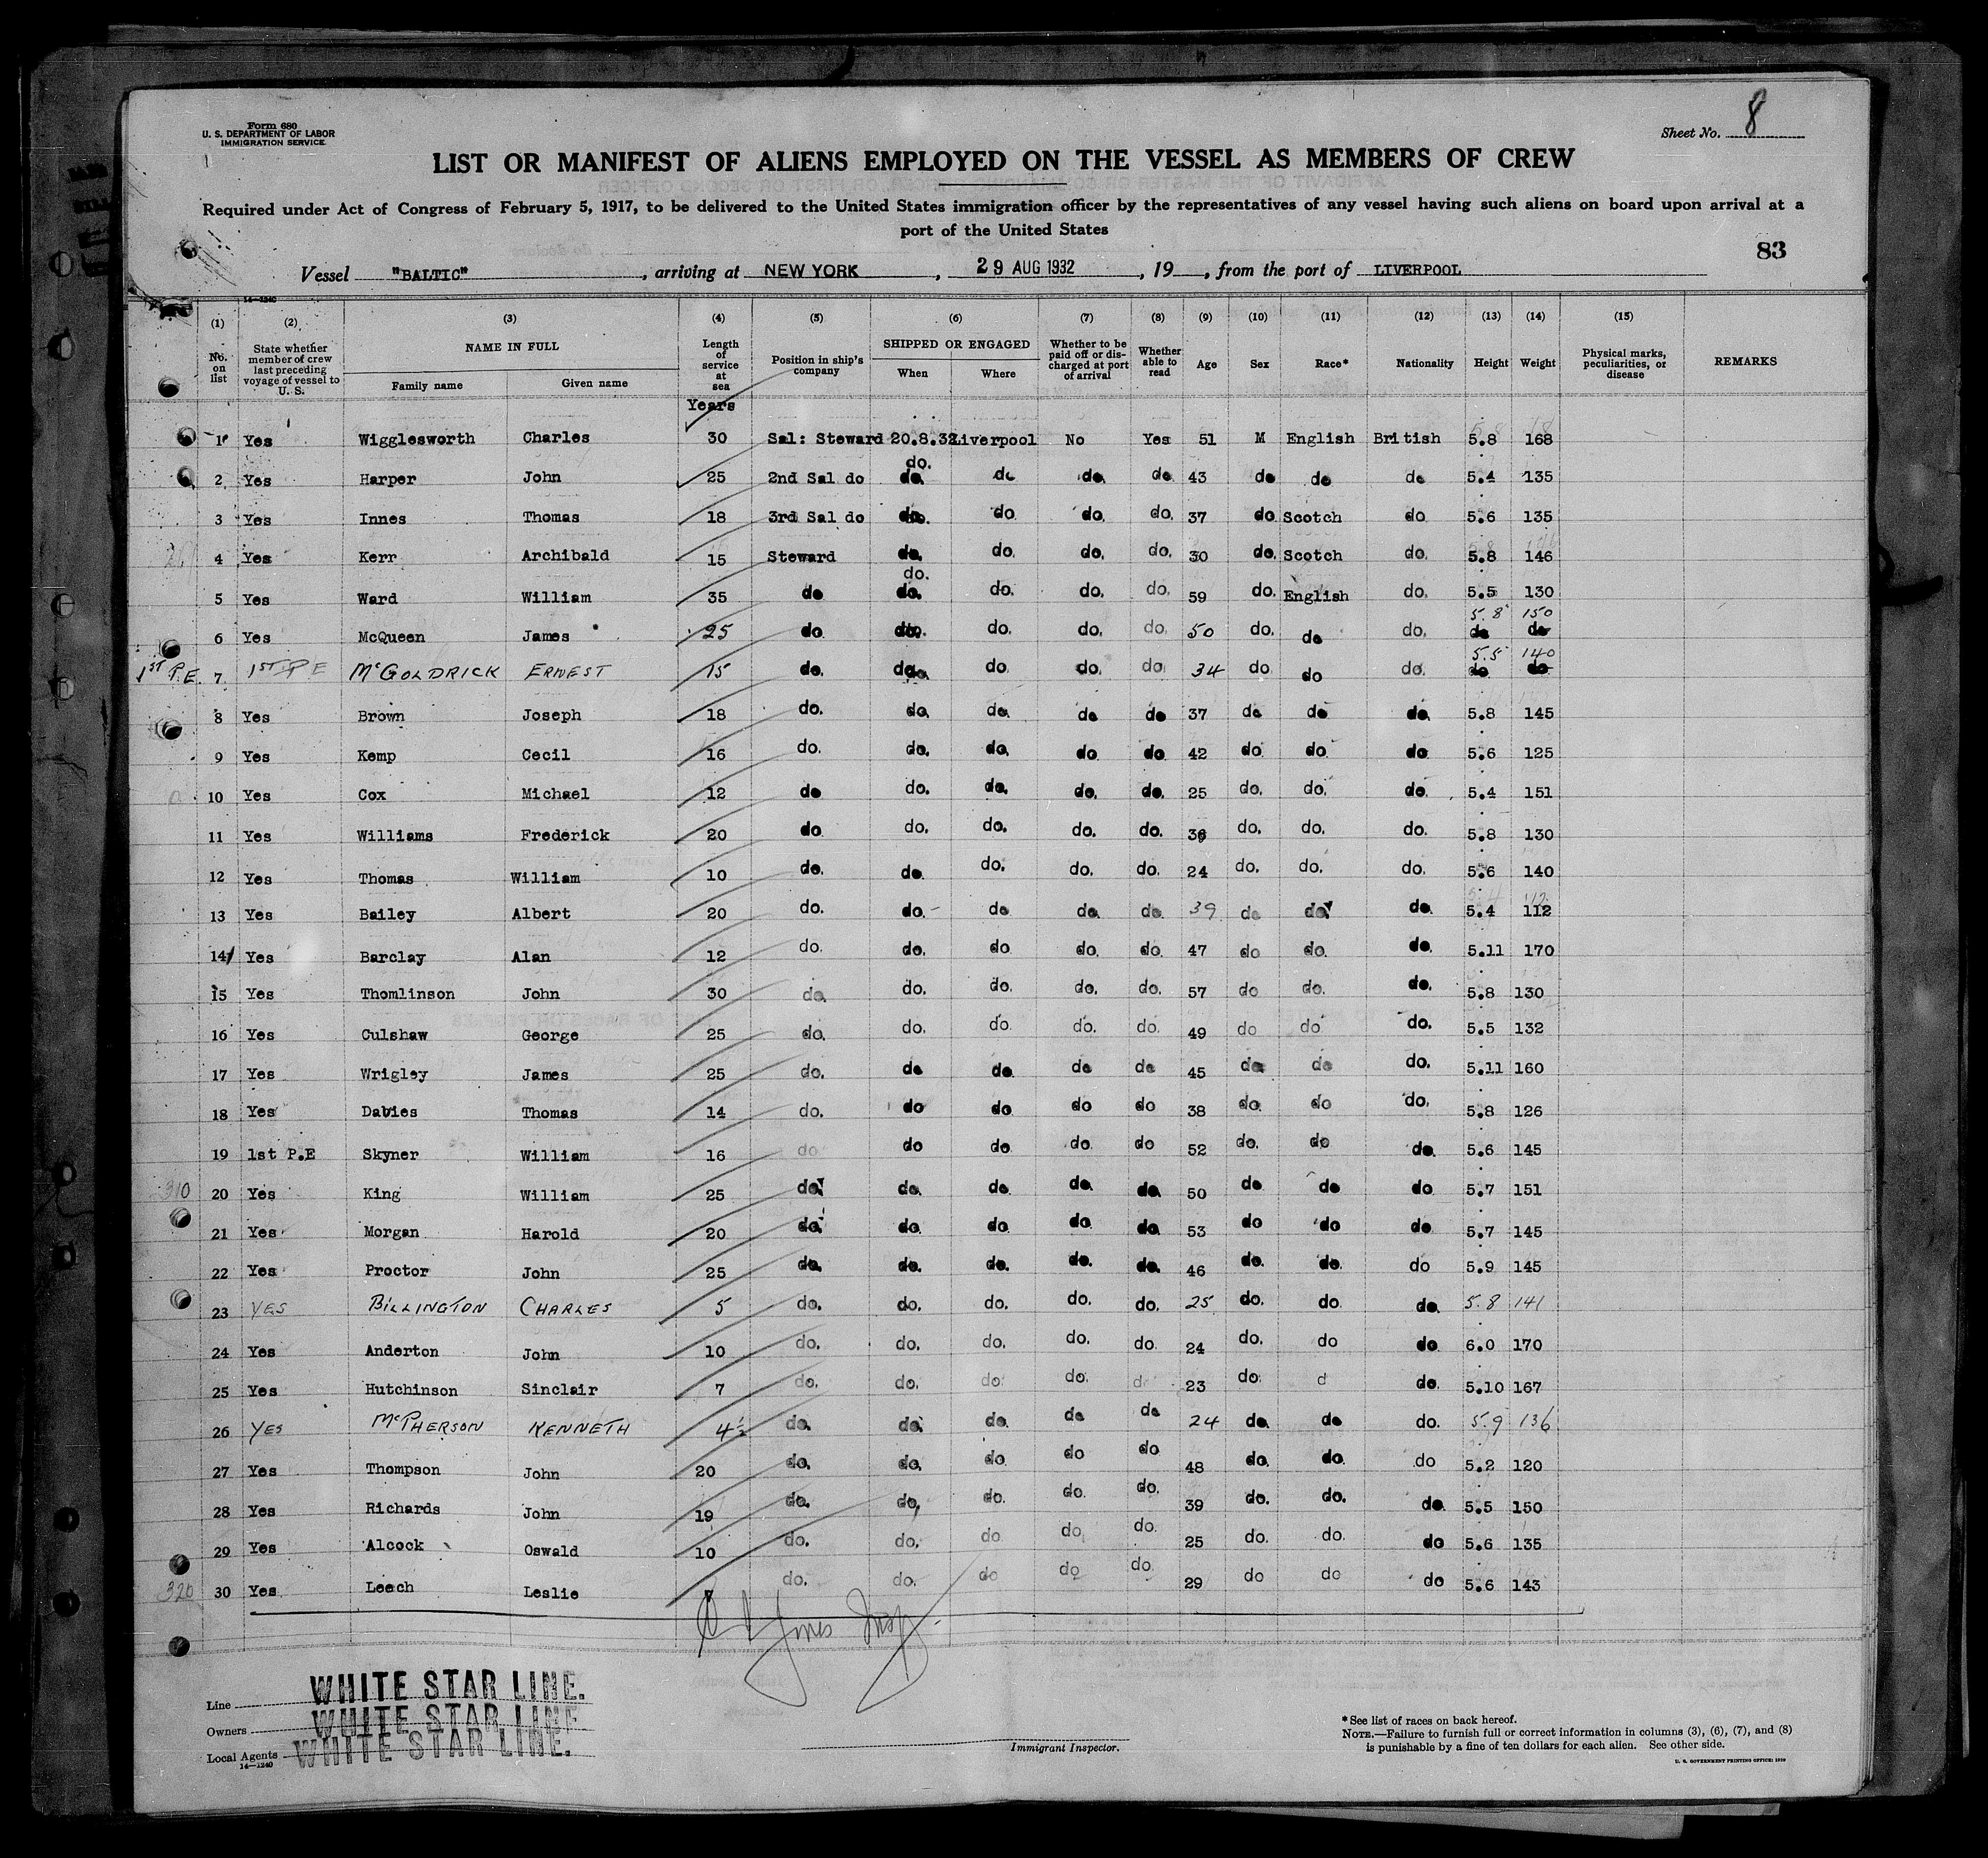 Form 680
U. S. DEPARTMENT OF LABOR
IMMIGRATION SERVICE
Sheet No. 8
LIST OR MANIFEST OF ALIENS EMPLOYED ON THE VESSEL AS MEMBERS OF CREW
Required under Act of Congress of February 5, 1917, to be delivered to the United States immigration officer by the representatives of any vessel having such aliens on board upon arrival at a
port of the United States
83
Vessel "BALTIC", arriving at NEW YORK, 29 AUG 1932, 19 , from the port of LIVERPOOL
14—1240
(1) (2) (3) (4) (5) (6) (7) (8) (9) (10) (11) (12) (13) (14) (15)
No. on list State whether member of crew last preceding voyage of vessel to U. S. NAME IN FULL Family name Given name Length of service at sea Position in ship's company SHIPPED OR ENGAGED When Where Whether to be paid off or discharged at port of arrival Whether able to read Age Sex Race* Nationality Height Weight Physical marks, peculiarities, or disease REMARKS
Years
1 Yes Wigglesworth Charles 30 Sal: Steward 20.8.32 Liverpool No Yes 51 M English British 5.8 168
do.
2 Yes Harper John 25 2nd Sal do do. do do. do 43 do do do 5.4 135
3 Yes Innes Thomas 18 3rd Sal do do. do do. do. 37 do Scotch do 5.6 135
4 Yes Kerr Archibald 15 Steward do. do. do. do. 30 do. Scotch do. 5.8 146
do.
5 Yes Ward William 35 do do. do. do. do. 59 do. English do. 5.5 130
5.8 150
6 Yes McQueen James 25 do do. do. do. do. 50 do. do do. do do
5.5 140
1ST P.E. 7 1ST P E McGOLDRICK ERNEST 15 do. do. do do. do 34 do do do. do do
8 Yes Brown Joseph 18 do. do. do. do do 37 do do do. 5.8 145
9 Yes Kemp Cecil 16 do. do. do. do do 42 do do do 5.6 125
10 Yes Cox Michael 12 do do. do. do. do. 25 do. do. do. 5.4 151
11 Yes Williams Frederick 20 do do. do. do. do. 36 do. do. do. 5.8 130
12 Yes Thomas William 10 do. do. do. do. do. 24 do. do. do. 5.6 140
13 Yes Bailey Albert 20 do. do. do do. do. 39 do do do. 5.4 112
14 Yes Barclay Alan 12 do. do. do do. do. 47 do do. do. 5.11 170
15 Yes Thomlinson John 30 do. do. do. do. do. 57 do do. do. 5.8 130
16 Yes Culshaw George 25 do. do. do. do. do. 49 do do do. 5.5 132
17 Yes Wrigley James 25 do. do do. do do 45 do do do. 5.11 160
18 Yes Davies Thomas 14 do. do do do do 38 do. do do. 5.8 126
19 1st P.E Skyner William 16 do do do do. do 52 do. do do. 5.6 145
310 20 Yes King William 25 do. do. do. do. do. 50 do do do 5.7 151
21 Yes Morgan Harold 20 do. do. do. do. do. 53 do do do 5.7 145
22 Yes Proctor John 25 do. do. do. do. do. 46 do. do. do 5.9 145
23 YES BILLINGTON CHARLES 5 do. do. do. do. do. 25 do. do do. 5.8 141
24 Yes Anderton John 10 do. do. do. do. do. 24 do. do do 6.0 170
25 Yes Hutchinson Sinclair 7 do. do. do. do. d 23 do. d do. 5.10 167
26 YES McPHERSON KENNETH 4½ do. do. do. do do 24 do. do do. 5.9 136
27 Yes Thompson John 20 do. do. do. do do 48 do. do. do 5.2 120
28 Yes Richards John 19 do. do. do. do. do. 39 do. do. do. 5.5 150
29 Yes Alcock Oswald 10 do. do. do do. do. 25 do. do. do 5.6 135
320 30 Yes Leech Leslie do. do. do do do. 29 do do do 5.6 143
Jones Insp.
Line WHITE STAR LINE.
Owners WHITE STAR LINE
Local Agents WHITE STAR LINE.
14—1240
Immigrant Inspector.
* See list of races on back hereof.
NOTE.—Failure to furnish full or correct information in columns (3), (6), (7), and (8)
is punishable by a fine of ten dollars for each alien. See other side.
U. S. GOVERNMENT PRINTING OFFICE: 1929